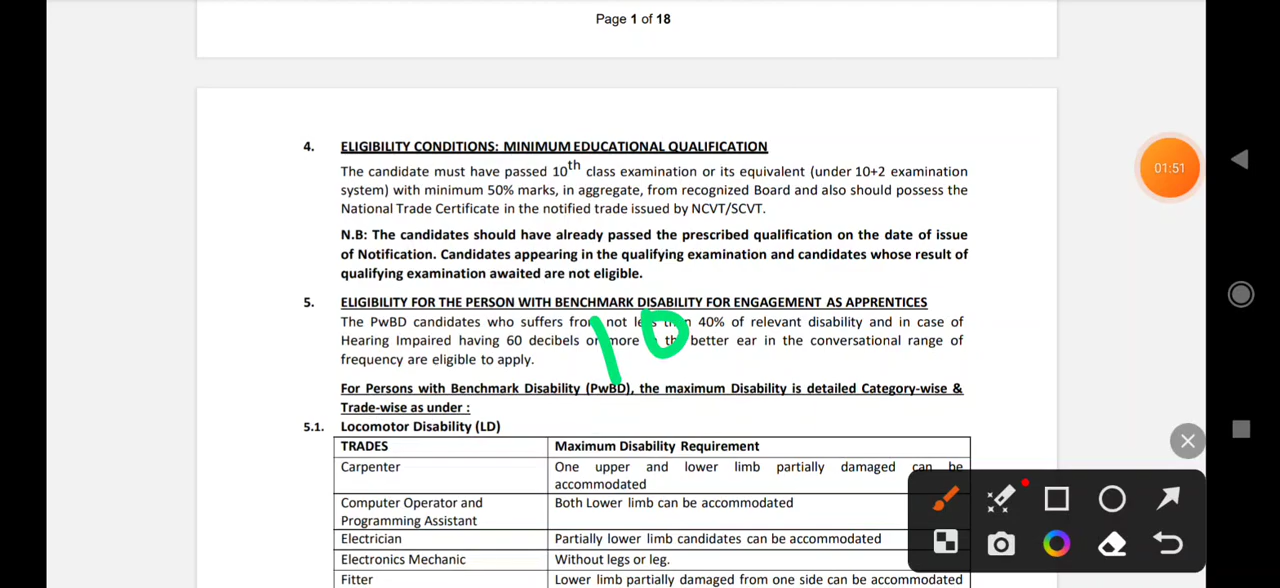 Page 1 of 18
4. ELIGIBILITY CONDITIONS: MINIMUM EDUCATIONAL QUALIFICATION
The candidate must have passed 10th class examination or its equivalent (under 10+2 examination
system) with minimum 50% marks, in aggregate, from recognized Board and also should possess the
National Trade Certificate in the notified trade issued by NCVT/SCVT.
N.B: The candidates should have already passed the prescribed qualification on the date of issue
of Notification. Candidates appearing in the qualifying examination and candidates whose result of
qualifying examination awaited are not eligible.
5. ELIGIBILITY FOR THE PERSON WITH BENCHMARK DISABILITY FOR ENGAGEMENT AS APPRENTICES
The PwBD candidates who suffers from not less than 40% of relevant disability and in case of
Hearing Impaired having 60 decibels or more in the better ear in the conversational range of
frequency are eligible to apply.
10
For Persons with Benchmark Disability (PwBD), the maximum Disability is detailed Category-wise &
Trade-wise as under :
5.1. Locomotor Disability (LD)
TRADES Maximum Disability Requirement
Carpenter One upper and lower limb partially damaged can be
accommodated
Computer Operator and Both Lower limb can be accommodated
Programming Assistant
Electrician Partially lower limb candidates can be accommodated
Electronics Mechanic Without legs or leg.
Fitter Lower limb partially damaged from one side can be accommodated
01:51